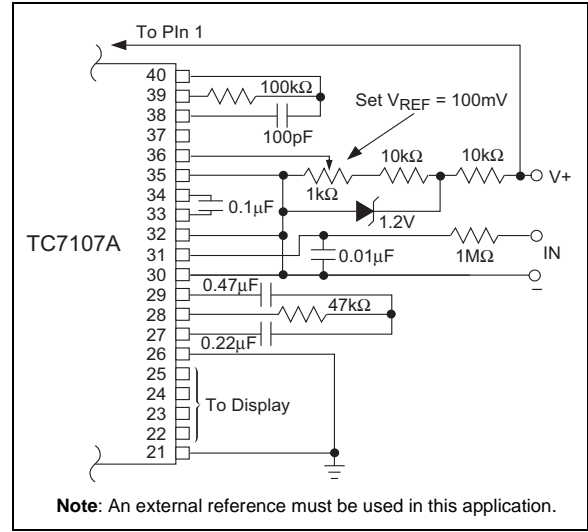 To PIn 1
40
39
38
37
36
35
34
33
32
31
30
29
28
27
26
25
24
23
22
21
TC7107A
100kΩ
100pF
Set VREF = 100mV
10kΩ
10kΩ
V+
1kΩ
0.1μF
1.2V
0.01μF
1MΩ
IN
–
0.47μF
47kΩ
0.22μF
To Display
Note: An external reference must be used in this application.